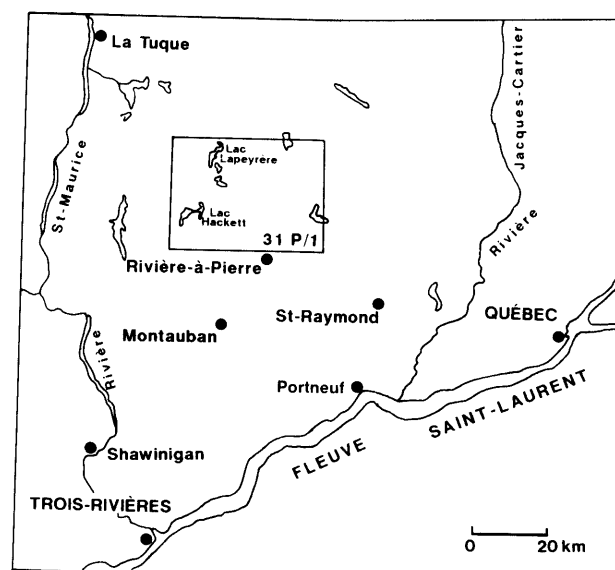 La Tuque
Jacques-Cartier
Rivière
St-Maurice
Rivière
Lac
Lapeyrère
Lac
Hackett
31 P/1
Rivière-à-Pierre
St-Raymond
QUÉBEC
Montauban
Portneuf
FLEUVE
SAINT-LAURENT
Shawinigan
TROIS-RIVIÈRES
0 20 km